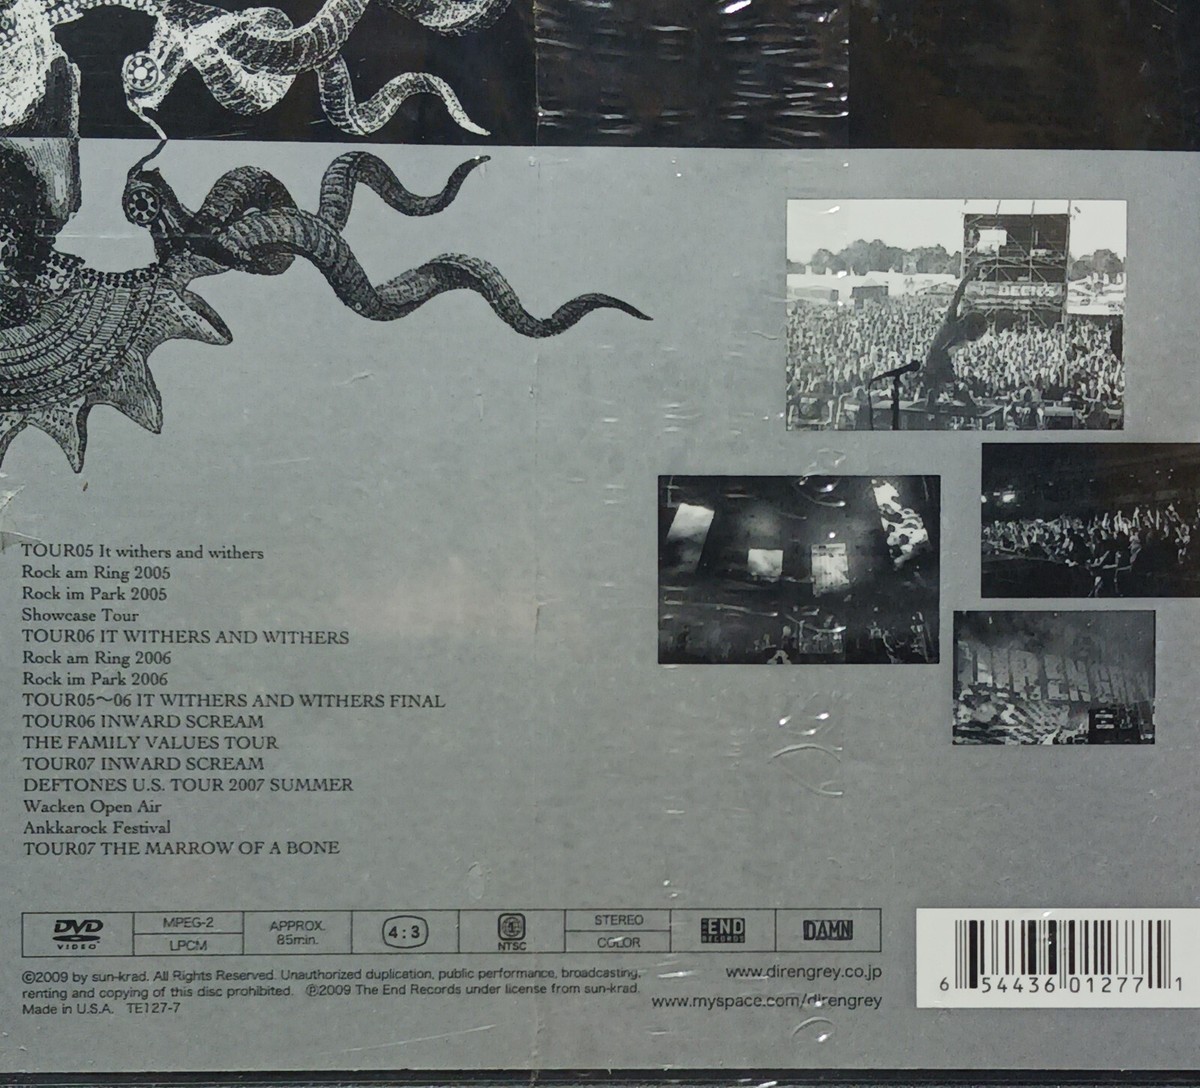 BECK'S
TOUR05 It withers and withers
Rock am Ring 2005
Rock im Park 2005
Showcase Tour
TOUR06 IT WITHERS AND WITHERS
Rock am Ring 2006
Rock im Park 2006
TOUR05〜06 IT WITHERS AND WITHERS FINAL
TOUR06 INWARD SCREAM
THE FAMILY VALUES TOUR
TOUR07 INWARD SCREAM
DEFTONES U.S. TOUR 2007 SUMMER
Wacken Open Air
Ankkarock Festival
TOUR07 THE MARROW OF A BONE
DVD VIDEO
MPEG-2
LPCM
APPROX. 85min.
4:3
NTSC
STEREO
COLOR
THE END RECORDS
DAMN
©2009 by sun-krad. All Rights Reserved. Unauthorized duplication, public performance, broadcasting,
renting and copying of this disc prohibited. ℗2009 The End Records under license from sun-krad.
Made in U.S.A. TE127-7
www.direngrey.co.jp
www.myspace.com/direngrey
6 54436 01277 1